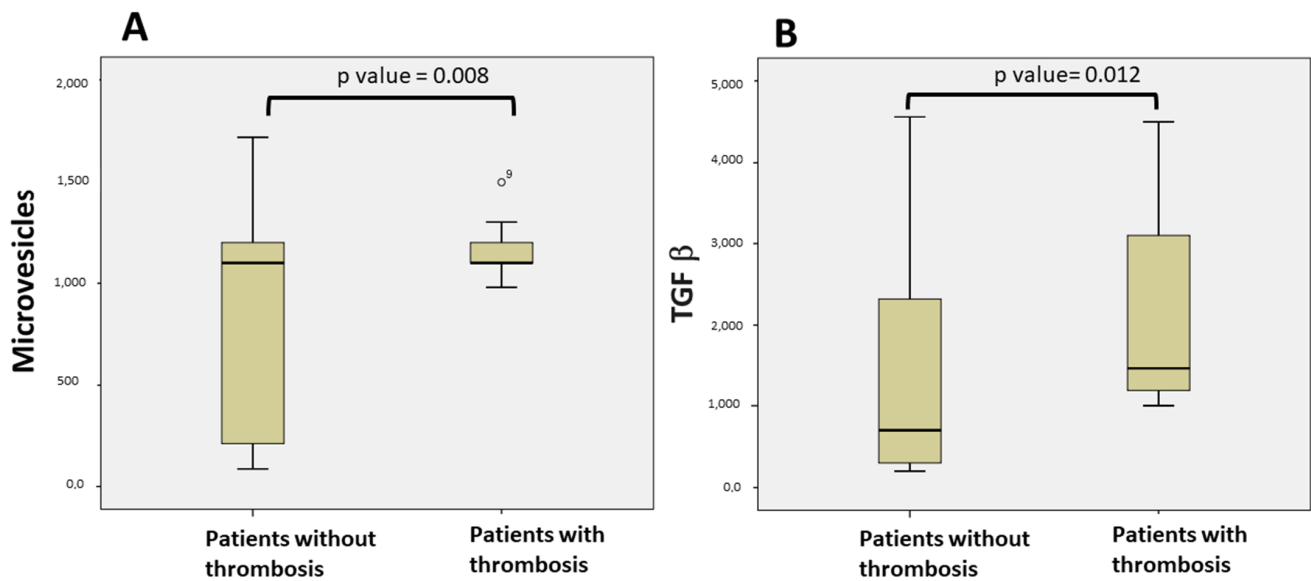 A
p value = 0.008
2,000
1,500
1,000
500
0,0
Microvesicles
9
Patients without
thrombosis
Patients with
thrombosis
B
p value= 0.012
5,000
4,000
3,000
2,000
1,000
0,0
TGF β
Patients without
thrombosis
Patients with
thrombosis